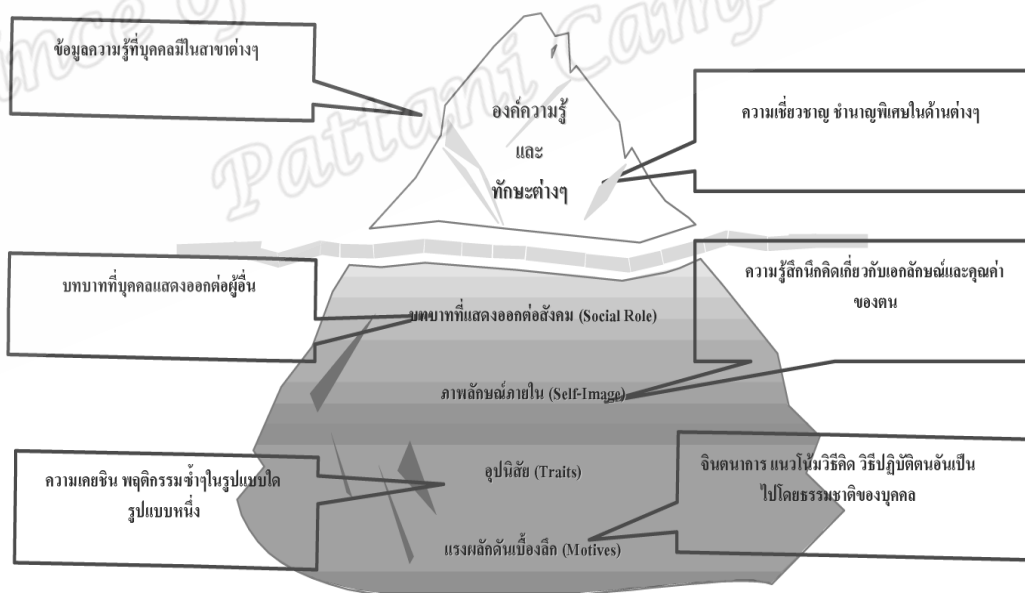 ข้อมูลความรู้ที่บุคคลมีในสาขาต่างๆ
องค์ความรู้
และ
ทักษะต่างๆ
ความเชี่ยวชาญ ชำนาญพิเศษในด้านต่างๆ
บทบาทที่บุคคลแสดงออกต่อผู้อื่น
บทบาทที่แสดงออกต่อสังคม (Social Role)
ความรู้สึกนึกคิดเกี่ยวกับเอกลักษณ์และคุณค่า
ของตน
ภาพลักษณ์ภายใน (Self-Image)
ความเคยชิน พฤติกรรมซ้ำๆในรูปแบบใด
รูปแบบหนึ่ง
อุปนิสัย (Traits)
จินตนาการ แนวโน้มวิธีคิด วิธีปฏิบัติตนอันเป็น
ไปโดยธรรมชาติของบุคคล
แรงผลักดันเบื้องลึก (Motives)
Pattani Camp